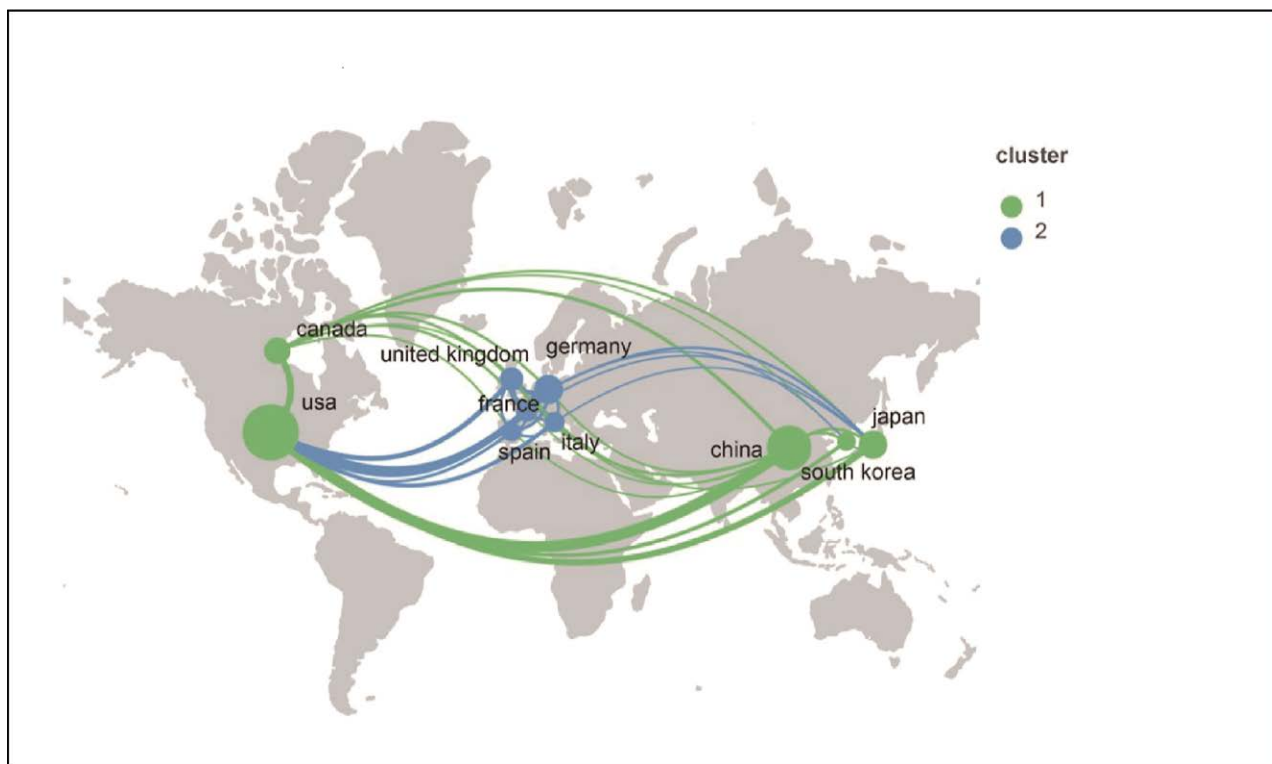 cluster
1
2
canada
united kingdom
germany
usa
france
japan
spain
italy
china
south korea